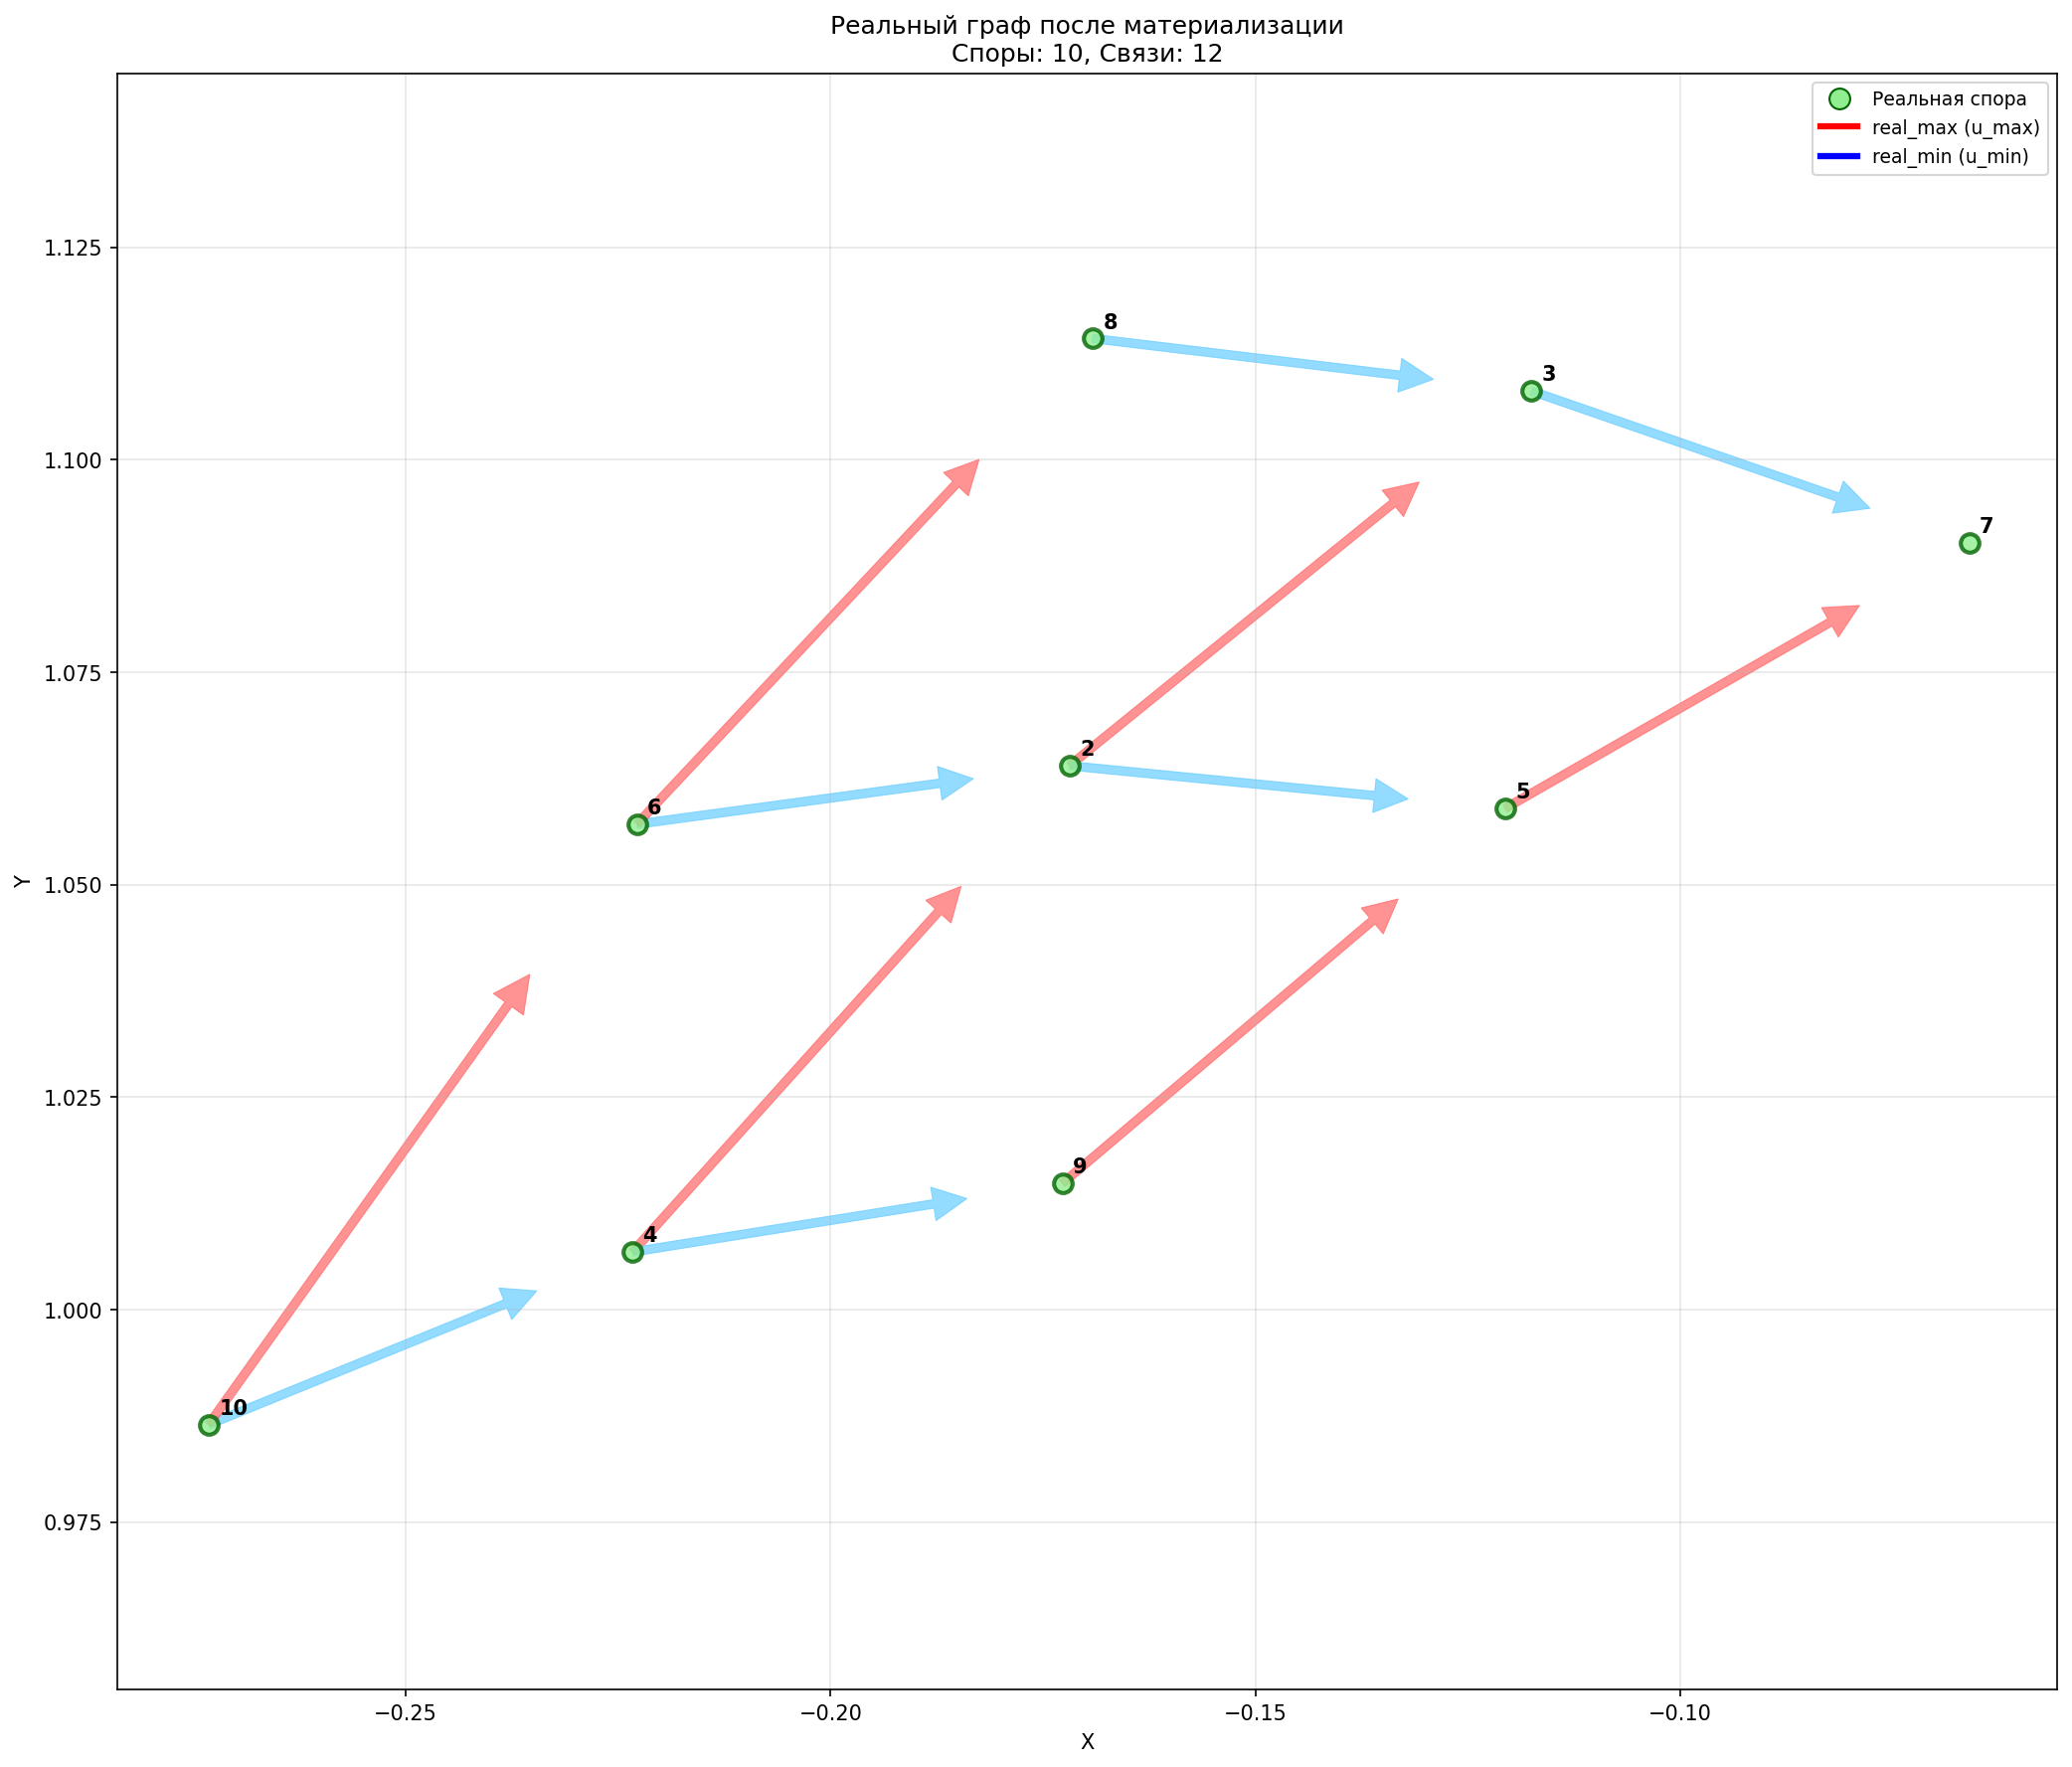 Реальный граф после материализации
Споры: 10, Связи: 12
Реальная спора
real_max (u_max)
real_min (u_min)
1.125
1.100
1.075
1.050
1.025
1.000
0.975
Y
8
3
7
2
5
6
9
4
10
−0.25
−0.20
−0.15
−0.10
X